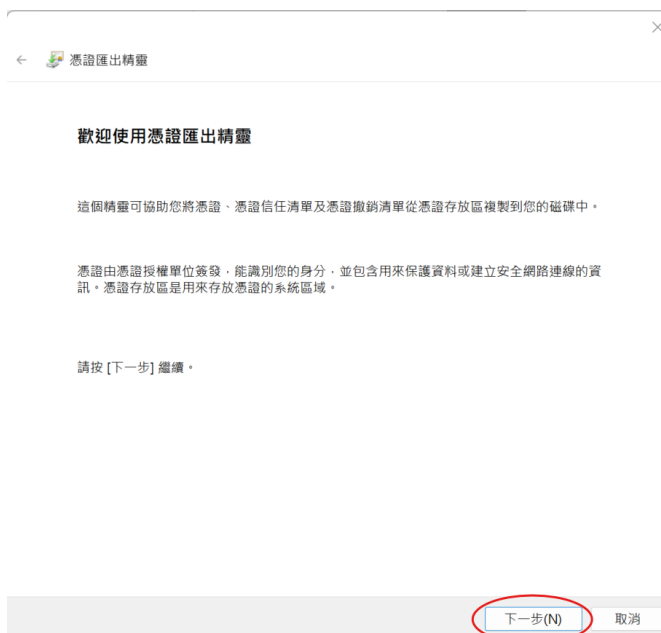 憑證匯出精靈
歡迎使用憑證匯出精靈
這個精靈可協助您將憑證、憑證信任清單及憑證撤銷清單從憑證存放區複製到您的磁碟中。
憑證由憑證授權單位簽發，能識別您的身分，並包含用來保護資料或建立安全網路連線的資
訊。憑證存放區是用來存放憑證的系統區域。
請按 [下一步] 繼續。
下一步(N)
取消